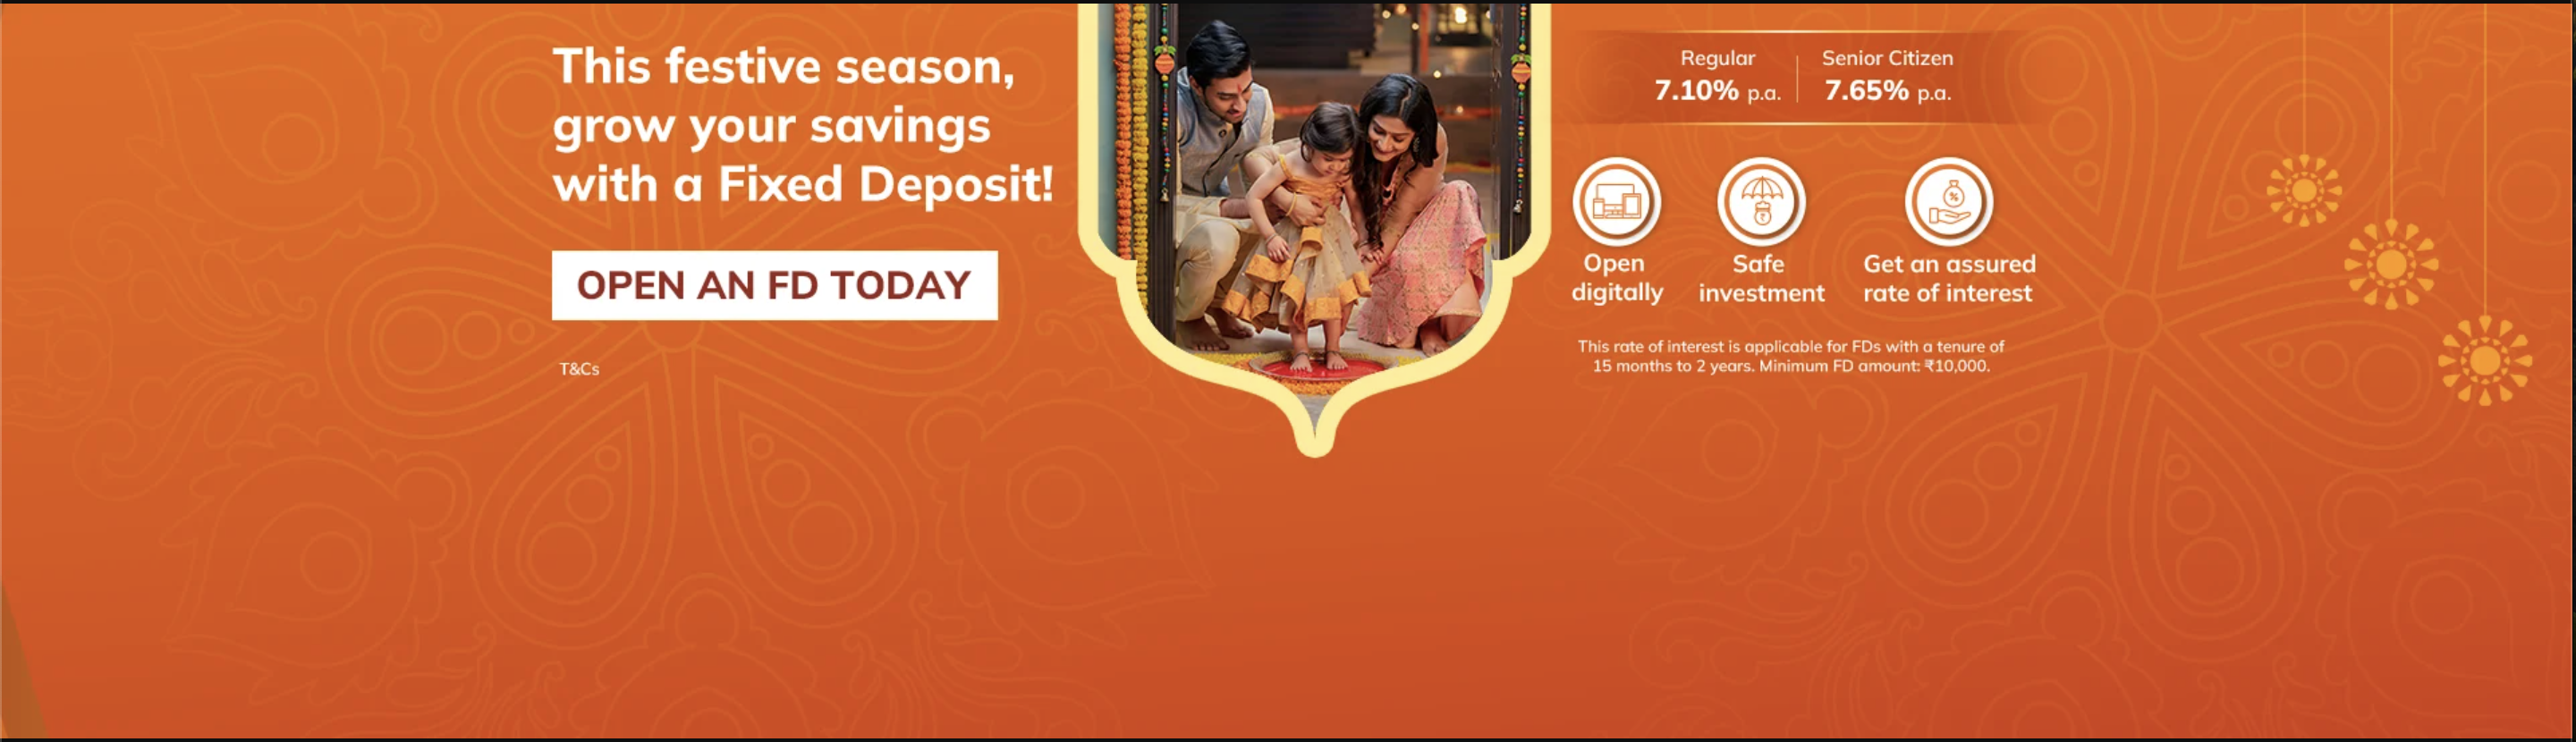 This festive season,
grow your savings
with a Fixed Deposit!
OPEN AN FD TODAY
T&Cs
Regular
7.10% p.a.
Senior Citizen
7.65% p.a.
Open
digitally
Safe
investment
Get an assured
rate of interest
This rate of interest is applicable for FDs with a tenure of
15 months to 2 years. Minimum FD amount: ₹10,000.